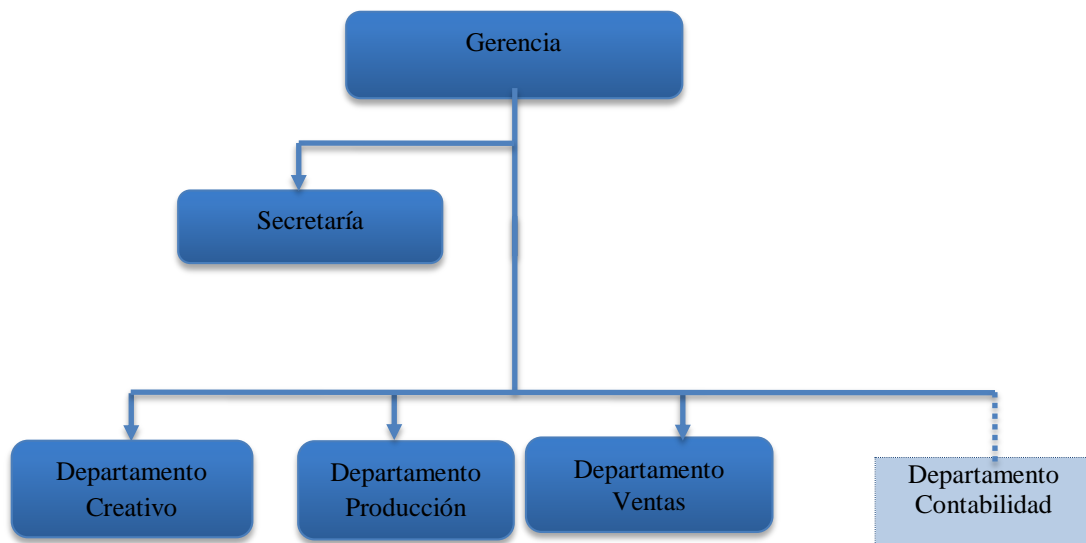 Gerencia
Secretaría
Departamento
Creativo
Departamento
Producción
Departamento
Ventas
Departamento
Contabilidad